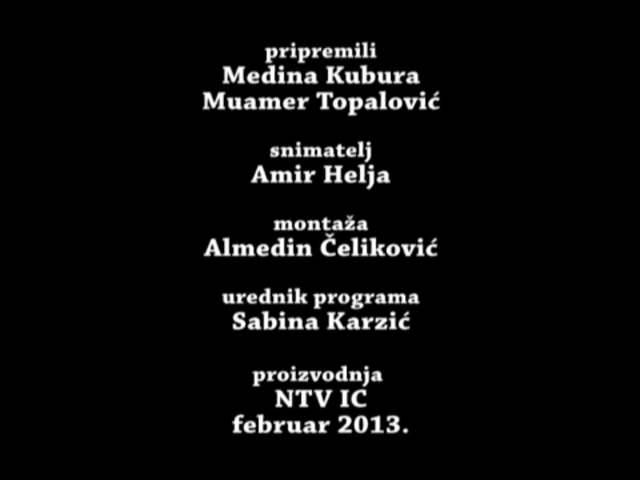 pripremili
Medina Kubura
Muamer Topalović
snimatelj
Amir Helja
montaža
Almedin Čeliković
urednik programa
Sabina Karzić
proizvodnja
NTV IC
februar 2013.